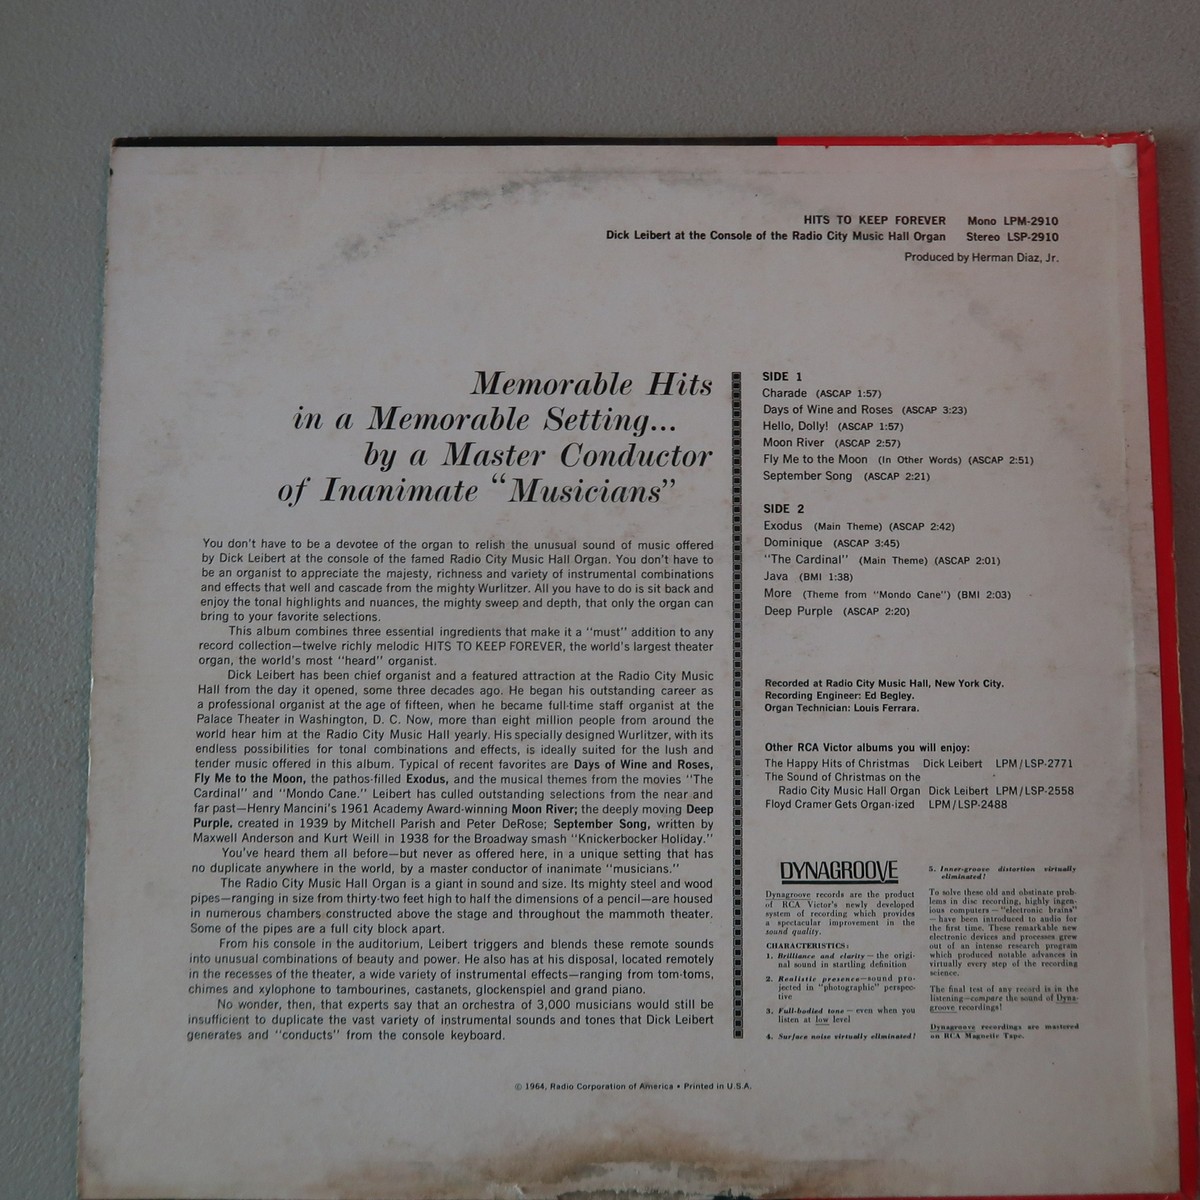 HITS TO KEEP FOREVER Mono LPM-2910
Dick Leibert at the Console of the Radio City Music Hall Organ Stereo LSP-2910
Produced by Herman Diaz, Jr.
Memorable Hits
in a Memorable Setting...
by a Master Conductor
of Inanimate “Musicians”
You don't have to be a devotee of the organ to relish the unusual sound of music offered
by Dick Leibert at the console of the famed Radio City Music Hall Organ. You don't have to
be an organist to appreciate the majesty, richness and variety of instrumental combinations
and effects that well and cascade from the mighty Wurlitzer. All you have to do is sit back and
enjoy the tonal highlights and nuances, the mighty sweep and depth, that only the organ can
bring to your favorite selections.
This album combines three essential ingredients that make it a "must" addition to any
record collection—twelve richly melodic HITS TO KEEP FOREVER, the world's largest theater
organ, the world's most "heard" organist.
Dick Leibert has been chief organist and a featured attraction at the Radio City Music
Hall from the day it opened, some three decades ago. He began his outstanding career as
a professional organist at the age of fifteen, when he became full-time staff organist at the
Palace Theater in Washington, D. C. Now, more than eight million people from around the
world hear him at the Radio City Music Hall yearly. His specially designed Wurlitzer, with its
endless possibilities for tonal combinations and effects, is ideally suited for the lush and
tender music offered in this album. Typical of recent favorites are Days of Wine and Roses,
Fly Me to the Moon, the pathos-filled Exodus, and the musical themes from the movies "The
Cardinal" and "Mondo Cane." Leibert has culled outstanding selections from the near and
far past—Henry Mancini's 1961 Academy Award-winning Moon River; the deeply moving Deep
Purple, created in 1939 by Mitchell Parish and Peter DeRose; September Song, written by
Maxwell Anderson and Kurt Weill in 1938 for the Broadway smash "Knickerbocker Holiday."
You've heard them all before—but never as offered here, in a unique setting that has
no duplicate anywhere in the world, by a master conductor of inanimate "musicians."
The Radio City Music Hall Organ is a giant in sound and size. Its mighty steel and wood
pipes—ranging in size from thirty-two feet high to half the dimensions of a pencil—are housed
in numerous chambers constructed above the stage and throughout the mammoth theater.
Some of the pipes are a full city block apart.
From his console in the auditorium, Leibert triggers and blends these remote sounds
into unusual combinations of beauty and power. He also has at his disposal, located remotely
in the recesses of the theater, a wide variety of instrumental effects—ranging from tom-toms,
chimes and xylophone to tambourines, castanets, glockenspiel and grand piano.
No wonder, then, that experts say that an orchestra of 3,000 musicians would still be
insufficient to duplicate the vast variety of instrumental sounds and tones that Dick Leibert
generates and "conducts" from the console keyboard.
SIDE 1
Charade (ASCAP 1:57)
Days of Wine and Roses (ASCAP 3:23)
Hello, Dolly! (ASCAP 1:57)
Moon River (ASCAP 2:57)
Fly Me to the Moon (In Other Words) (ASCAP 2:51)
September Song (ASCAP 2:21)
SIDE 2
Exodus (Main Theme) (ASCAP 2:42)
Dominique (ASCAP 3:45)
"The Cardinal" (Main Theme) (ASCAP 2:01)
Java (BMI 1:38)
More (Theme from "Mondo Cane") (BMI 2:03)
Deep Purple (ASCAP 2:20)
Recorded at Radio City Music Hall, New York City.
Recording Engineer: Ed Begley.
Organ Technician: Louis Ferrara.
Other RCA Victor albums you will enjoy:
The Happy Hits of Christmas Dick Leibert LPM/LSP-2771
The Sound of Christmas on the
Radio City Music Hall Organ Dick Leibert LPM/LSP-2558
Floyd Cramer Gets Organ-ized LPM/LSP-2488
DYNAGROOVE
Dynagroove records are the product
of RCA Victor's newly developed
system of recording which provides
a spectacular improvement in the
sound quality.
CHARACTERISTICS:
1. Brilliance and clarity—the origi-
nal sound in startling definition
2. Realistic presence—sound pro-
jected in "photographic" perspec-
tive
3. Full-bodied tone—even when you
listen at low level
4. Surface noise virtually eliminated!
5. Inner-groove distortion virtually
eliminated!
To solve these old and obstinate prob-
lems in disc recording, highly ingen-
ious computers—"electronic brains"
—have been introduced to audio for
the first time. These remarkable new
electronic devices and processes grew
out of an intense research program
which produced notable advances in
virtually every step of the recording
science.
The final test of any record is in the
listening—compare the sound of Dyna-
groove recordings!
Dynagroove recordings are mastered
on RCA Magnetic Tape.
© 1964, Radio Corporation of America • Printed in U.S.A.